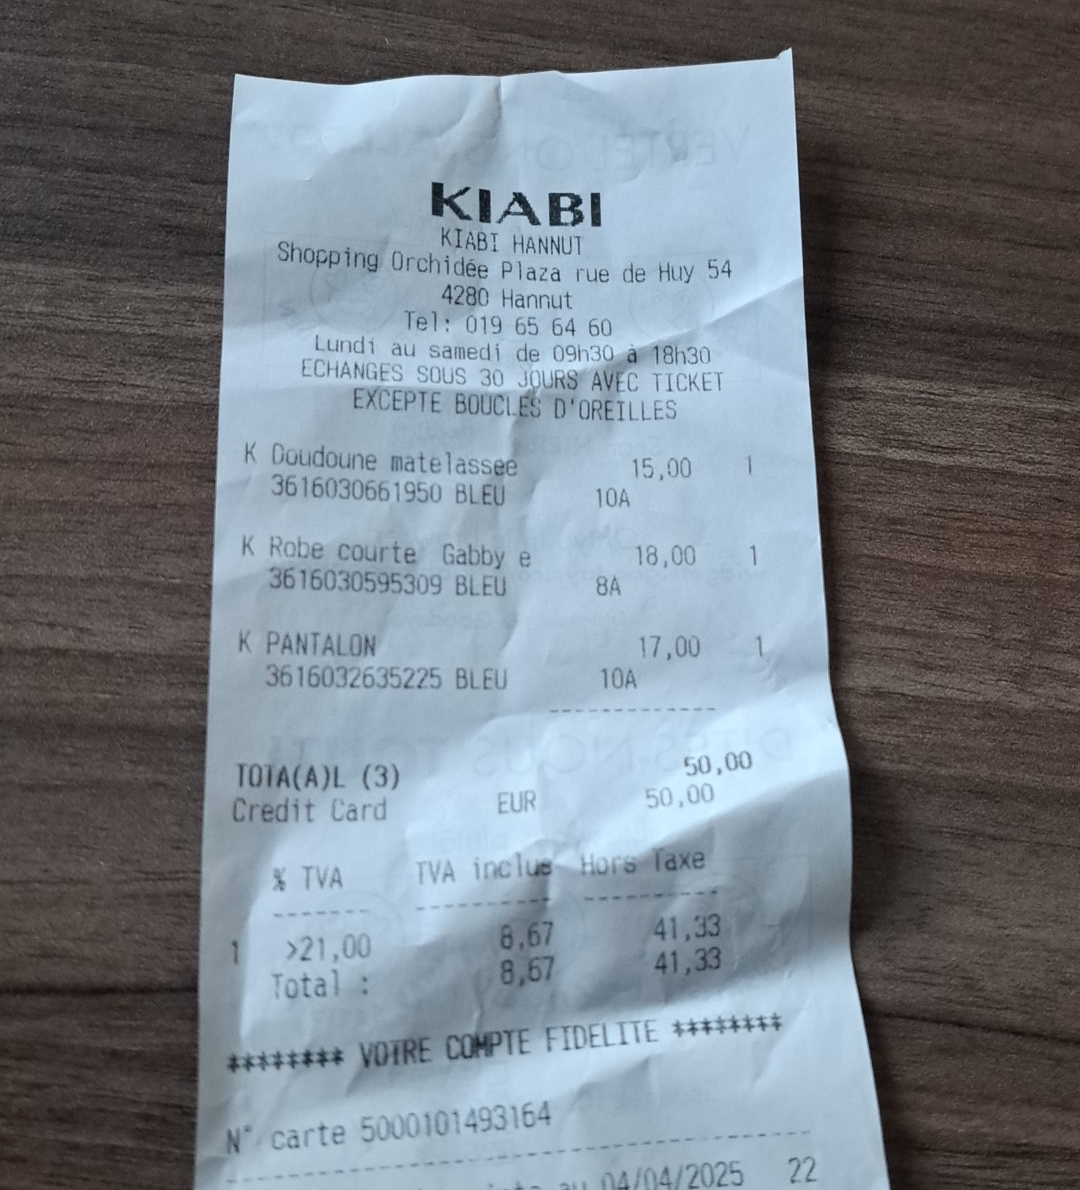 KIABI
KIABI HANNUT
Shopping Orchidée Plaza rue de Huy 54
4280 Hannut
Tel: 019 65 64 60
Lundi au samedi de 09h30 à 18h30
ECHANGES SOUS 30 JOURS AVEC TICKET
EXCEPTE BOUCLES D'OREILLES
K Doudoune matelassee 15,00 1
3616030661950 BLEU 10A
K Robe courte Gabby e 18,00 1
3616030595309 BLEU 8A
K PANTALON 17,00 1
3616032635225 BLEU 10A
------------
TOTA(A)L (3) 50,00
Credit Card EUR 50,00
% TVA TVA inclus Hors Taxe
------- ---------- ----------
1 >21,00 8,67 41,33
Total : 8,67 41,33
******** VOTRE COMPTE FIDELITE ********
N° carte 5000101493164
----------------------------------------
au 04/04/2025 22